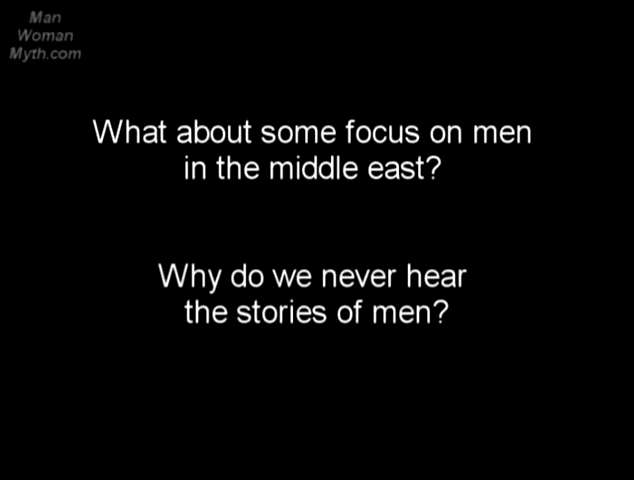 Man
Woman
Myth.com
What about some focus on men
in the middle east?
Why do we never hear
the stories of men?